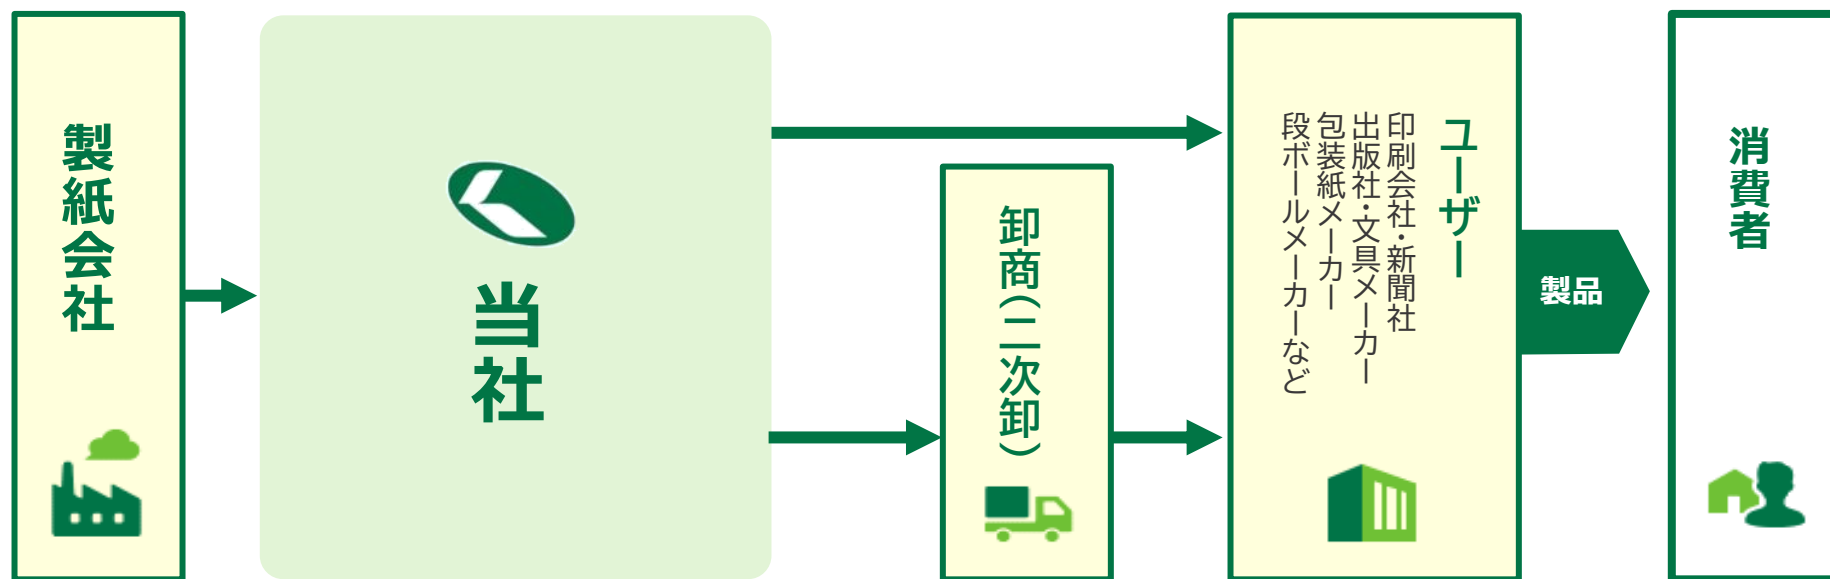 製紙会社
当社
卸商(二次卸)
ユーザー
印刷会社・新聞社
出版社・文具メーカー
包装紙メーカー
段ボールメーカーなど
製品
消費者